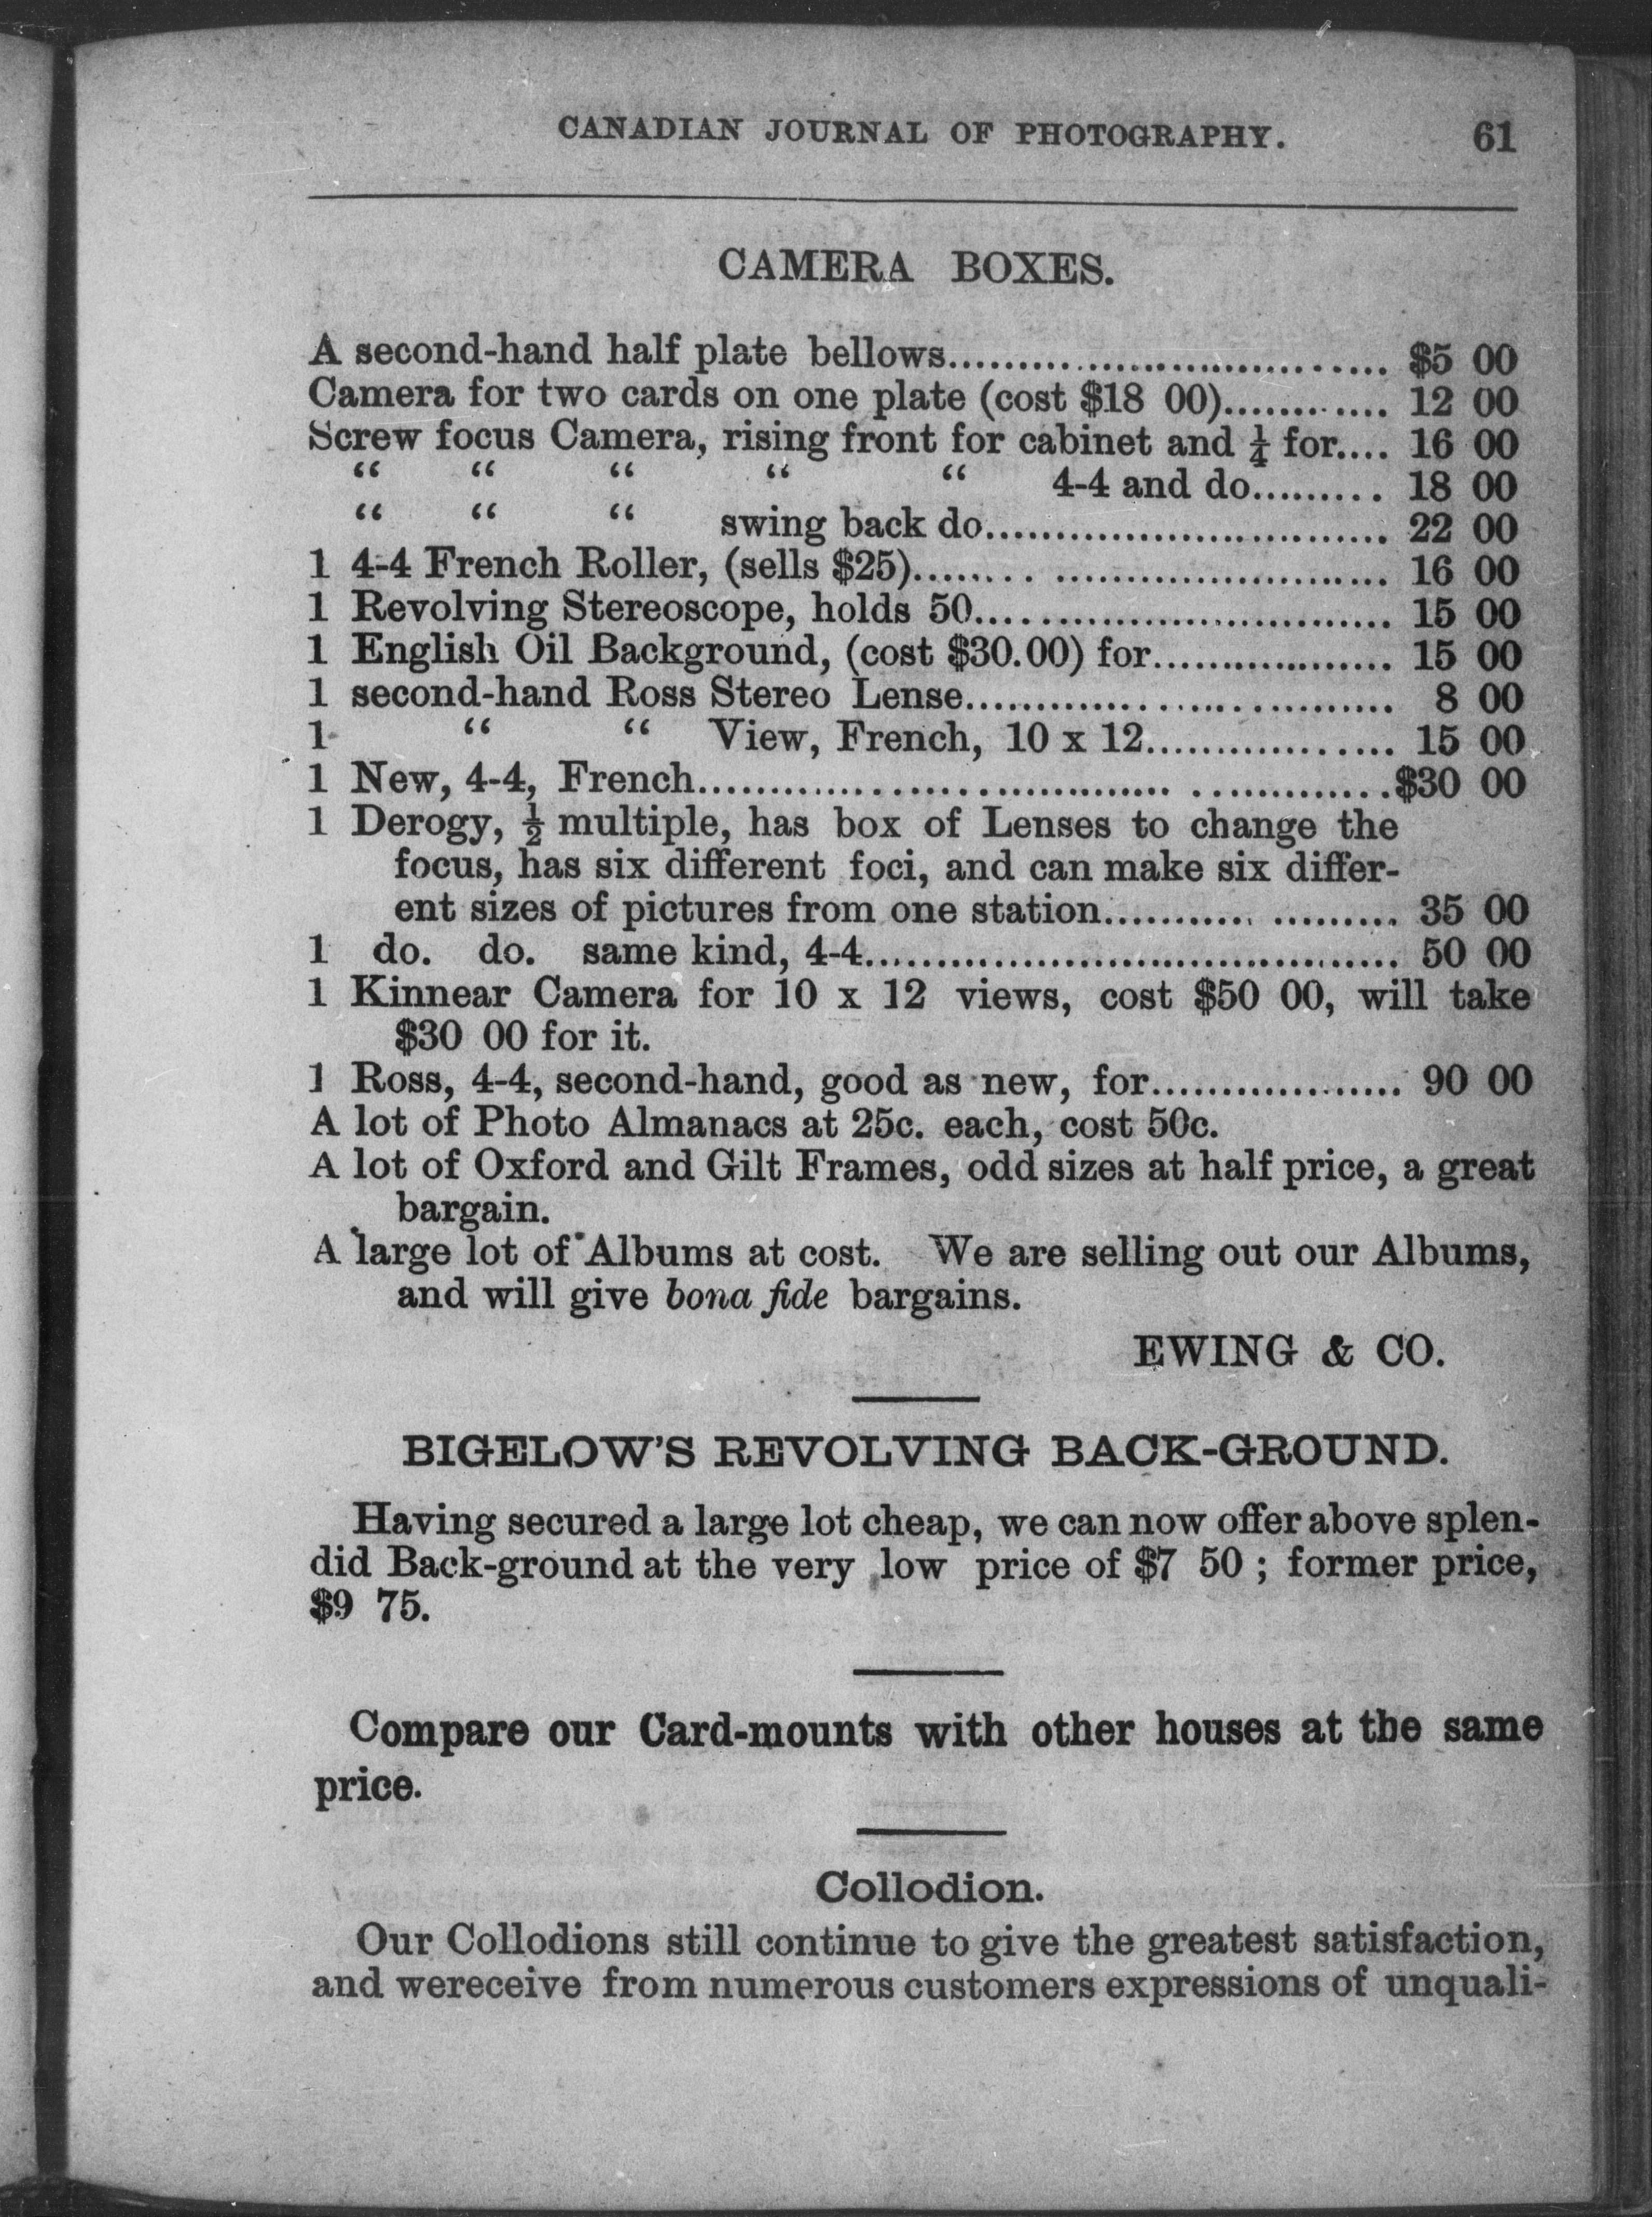 CANADIAN JOURNAL OF PHOTOGRAPHY. 61
CAMERA BOXES.
A second-hand half plate bellows........................................ $5 00
Camera for two cards on one plate (cost $18 00)............ 12 00
Screw focus Camera, rising front for cabinet and ¼ for.... 16 00
“ “ “ “ “ 4-4 and do......... 18 00
“ “ “ swing back do.................................. 22 00
1 4-4 French Roller, (sells $25)........ ........................ 16 00
1 Revolving Stereoscope, holds 50.................................. 15 00
1 English Oil Background, (cost $30.00) for.................. 15 00
1 second-hand Ross Stereo Lense.................................. 8 00
1 “ “ View, French, 10 x 12.................. 15 00
1 New, 4-4, French.................................. ..............$30 00
1 Derogy, ½ multiple, has box of Lenses to change the
focus, has six different foci, and can make six differ-
ent sizes of pictures from one station............ ......... 35 00
1 do. do. same kind, 4-4.......................................... 50 00
1 Kinnear Camera for 10 x 12 views, cost $50 00, will take
$30 00 for it.
1 Ross, 4-4, second-hand, good as new, for.................. 90 00
A lot of Photo Almanacs at 25c. each, cost 50c.
A lot of Oxford and Gilt Frames, odd sizes at half price, a great
bargain.
A large lot of Albums at cost. We are selling out our Albums,
and will give bona fide bargains.
EWING & CO.
BIGELOW'S REVOLVING BACK-GROUND.
Having secured a large lot cheap, we can now offer above splen-
did Back-ground at the very low price of $7 50 ; former price,
$9 75.
Compare our Card-mounts with other houses at the same
price.
Collodion.
Our Collodions still continue to give the greatest satisfaction,
and wereceive from numerous customers expressions of unquali-